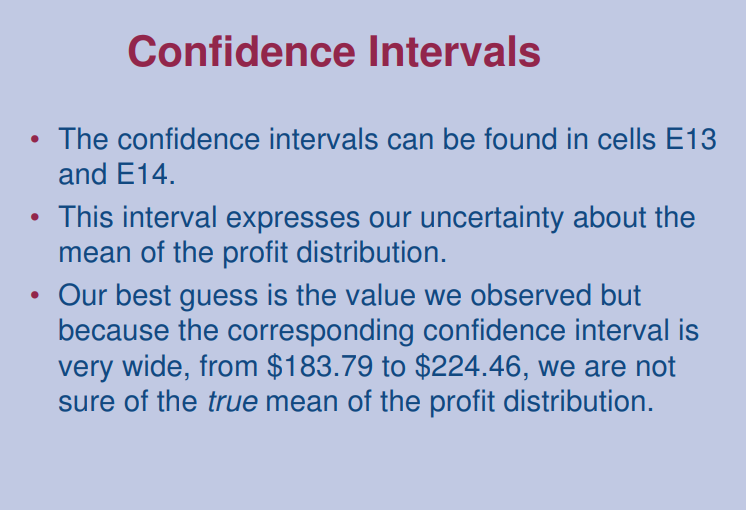 Confidence Intervals
• The confidence intervals can be found in cells E13
and E14.
• This interval expresses our uncertainty about the
mean of the profit distribution.
• Our best guess is the value we observed but
because the corresponding confidence interval is
very wide, from $183.79 to $224.46, we are not
sure of the true mean of the profit distribution.